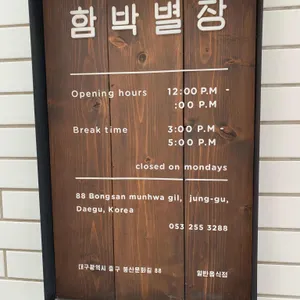 함박별장
Opening hours 12:00 P.M -
:00 P.M
Break time 3:00 P.M -
5:00 P.M
closed on mondays
88 Bongsan munhwa gil, jung-gu,
Daegu, Korea
053 255 3288
대구광역시 중구 봉산문화길 88 일반음식점